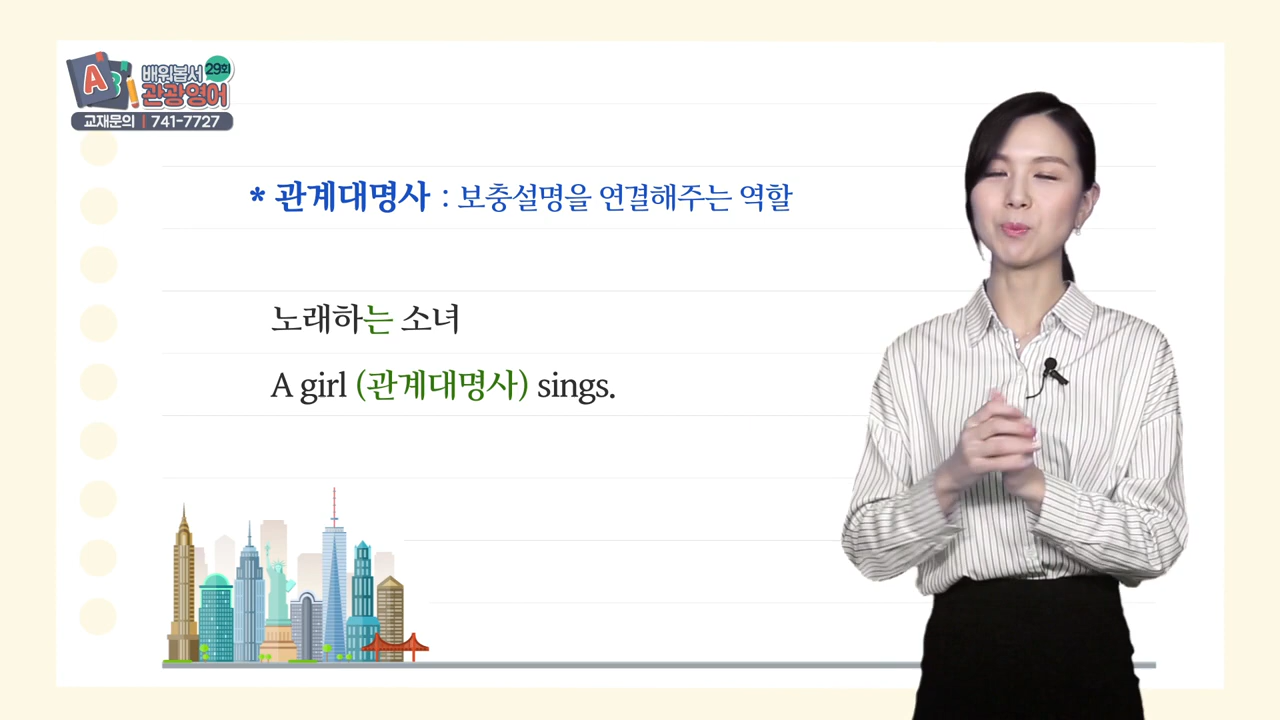 배워봅서 29회
관광영어
교재문의 | 741-7727
* 관계대명사 : 보충설명을 연결해주는 역할
노래하는 소녀
A girl (관계대명사) sings.